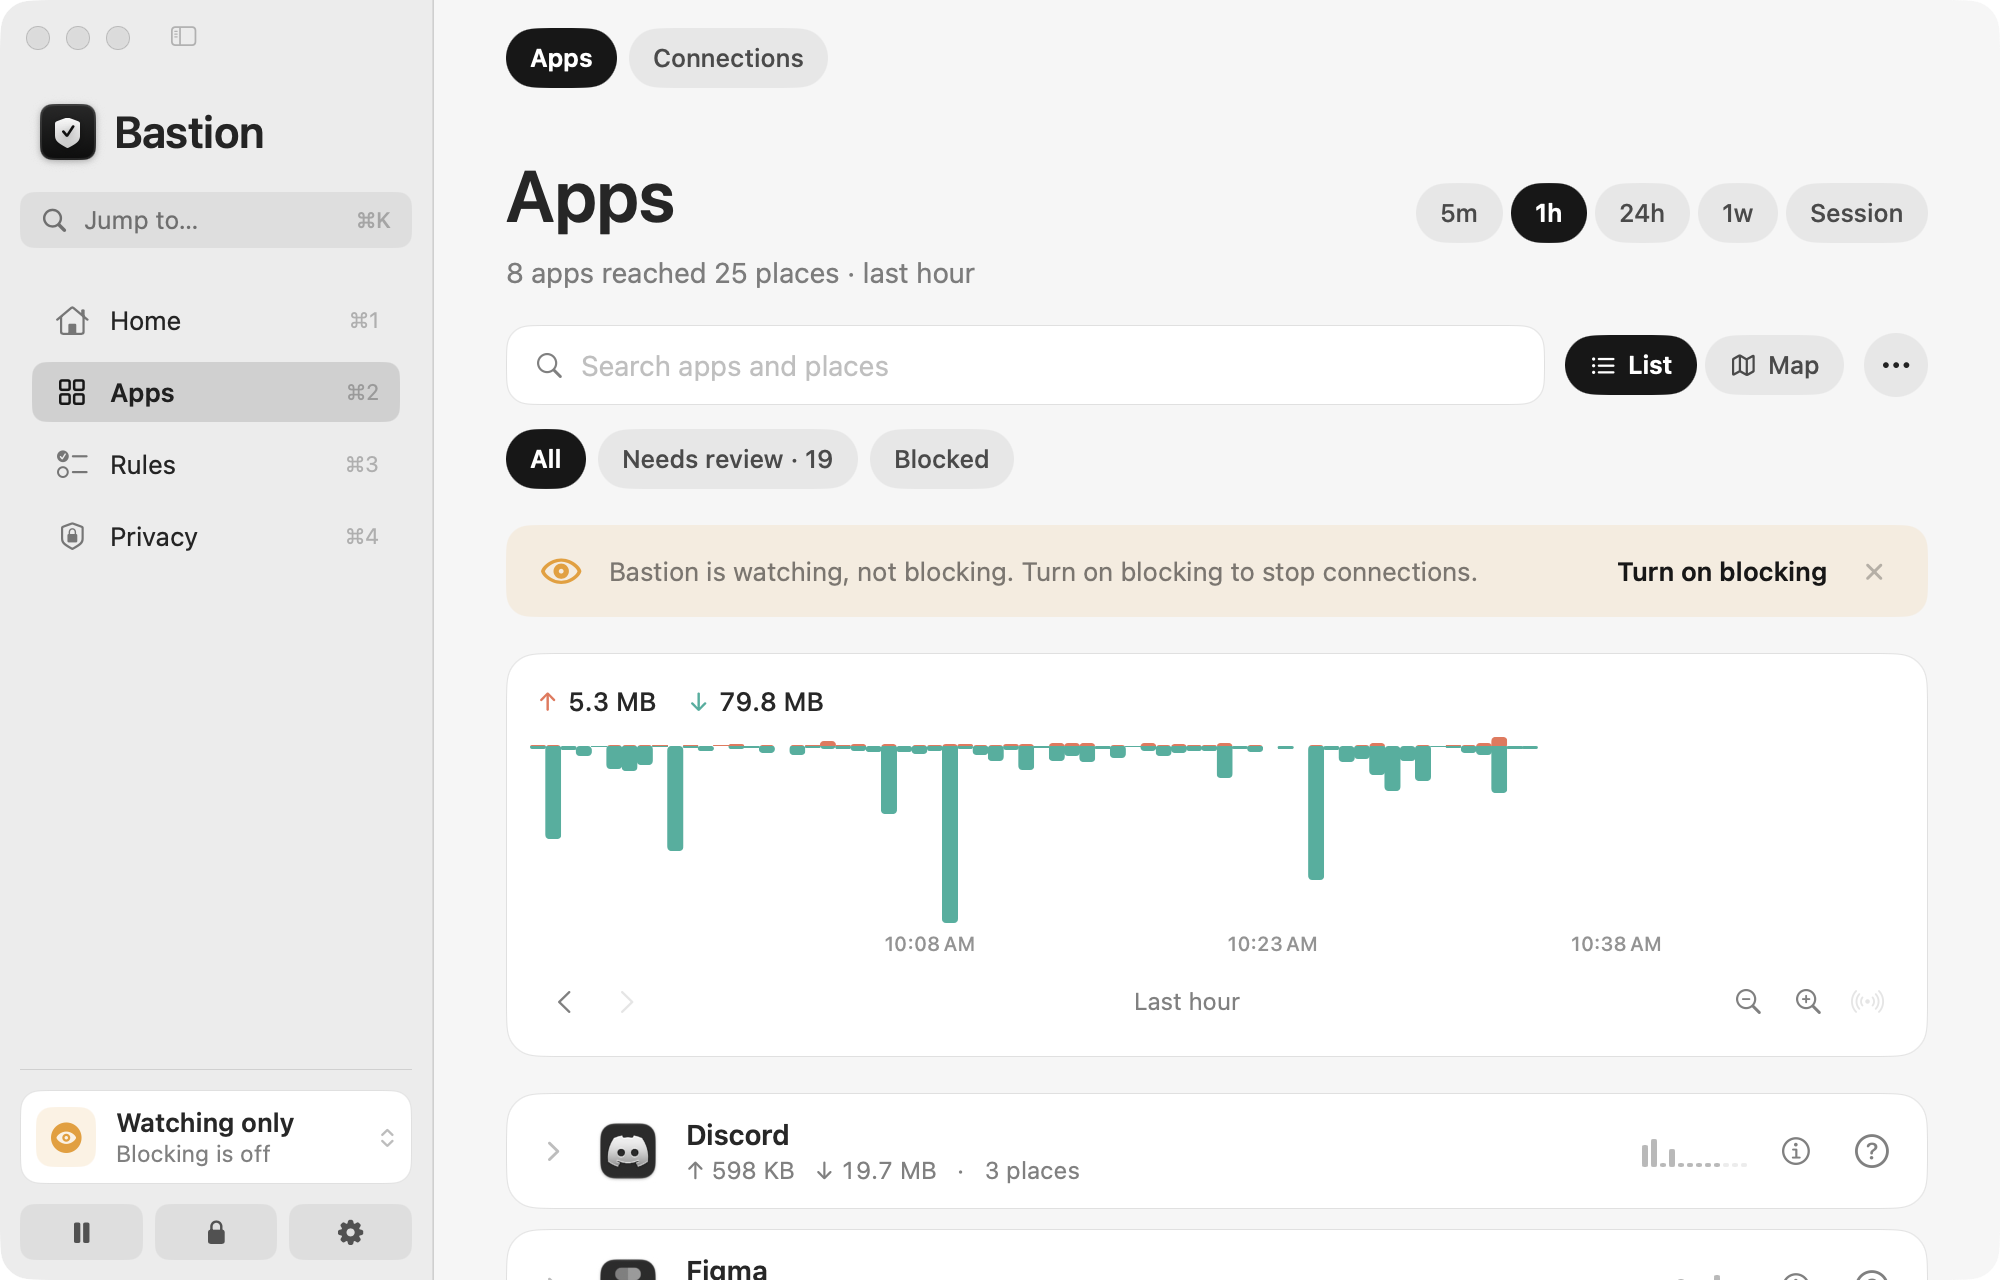 Bastion
Jump to... ⌘K
Home ⌘1
Apps ⌘2
Rules ⌘3
Privacy ⌘4
Watching only
Blocking is off
Apps Connections
Apps
8 apps reached 25 places · last hour
5m 1h 24h 1w Session
Search apps and places
List Map
All Needs review · 19 Blocked
Bastion is watching, not blocking. Turn on blocking to stop connections. Turn on blocking
↑ 5.3 MB ↓ 79.8 MB
10:08 AM 10:23 AM 10:38 AM
Last hour
Discord
↑ 598 KB ↓ 19.7 MB · 3 places
Figma